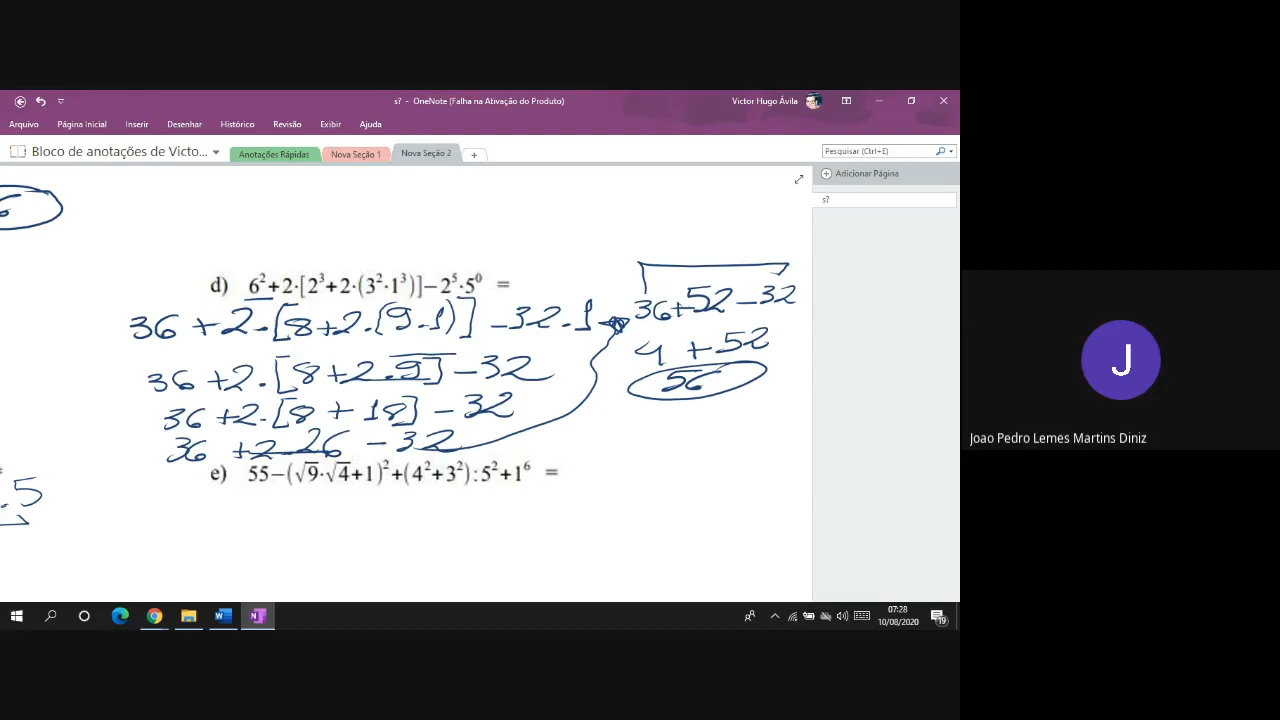 s? - OneNote (Falha na Ativação do Produto)
Victor Hugo Ávila
Arquivo Página Inicial Inserir Desenhar Histórico Revisão Exibir Ajuda
Bloco de anotações de Victo...
Anotações Rápidas
Nova Seção 1
Nova Seção 2
+
Pesquisar (Ctrl+E)
Adicionar Página
s?
6
d) 6²+2·[2³+2·(3²·1³)]−2⁵·5⁰ =
36 + 2·[8+2·(9·1)] − 32·1
36 + 2·[8+2·9] − 32
36 + 2·[8 + 18] − 32
36 + 2 26 − 32
36 + 52 − 32
4 + 52
56
e) 55−(√9·√4+1)²+(4²+3²):5²+1⁶ =
.5
Joao Pedro Lemes Martins Diniz
J
07:28
10/08/2020
19